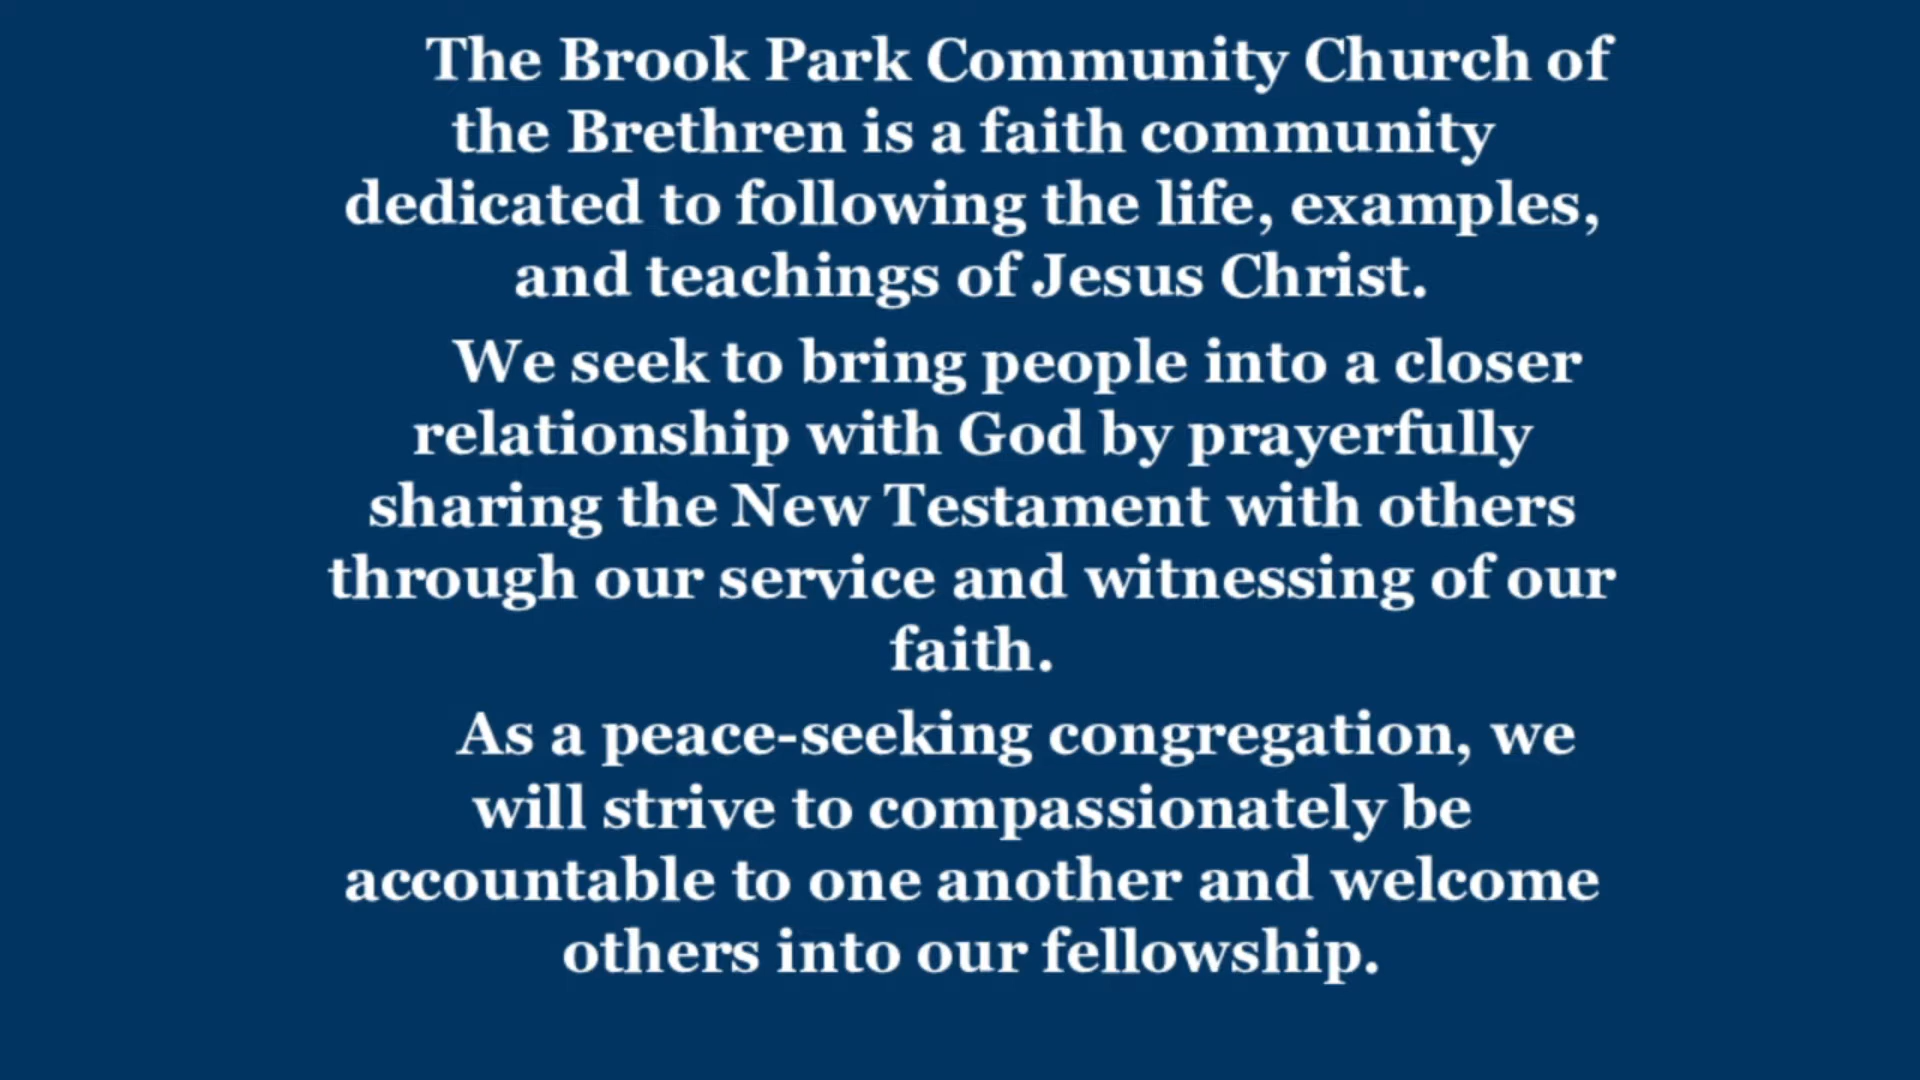 The Brook Park Community Church of
the Brethren is a faith community
dedicated to following the life, examples,
and teachings of Jesus Christ.
We seek to bring people into a closer
relationship with God by prayerfully
sharing the New Testament with others
through our service and witnessing of our
faith.
As a peace-seeking congregation, we
will strive to compassionately be
accountable to one another and welcome
others into our fellowship.